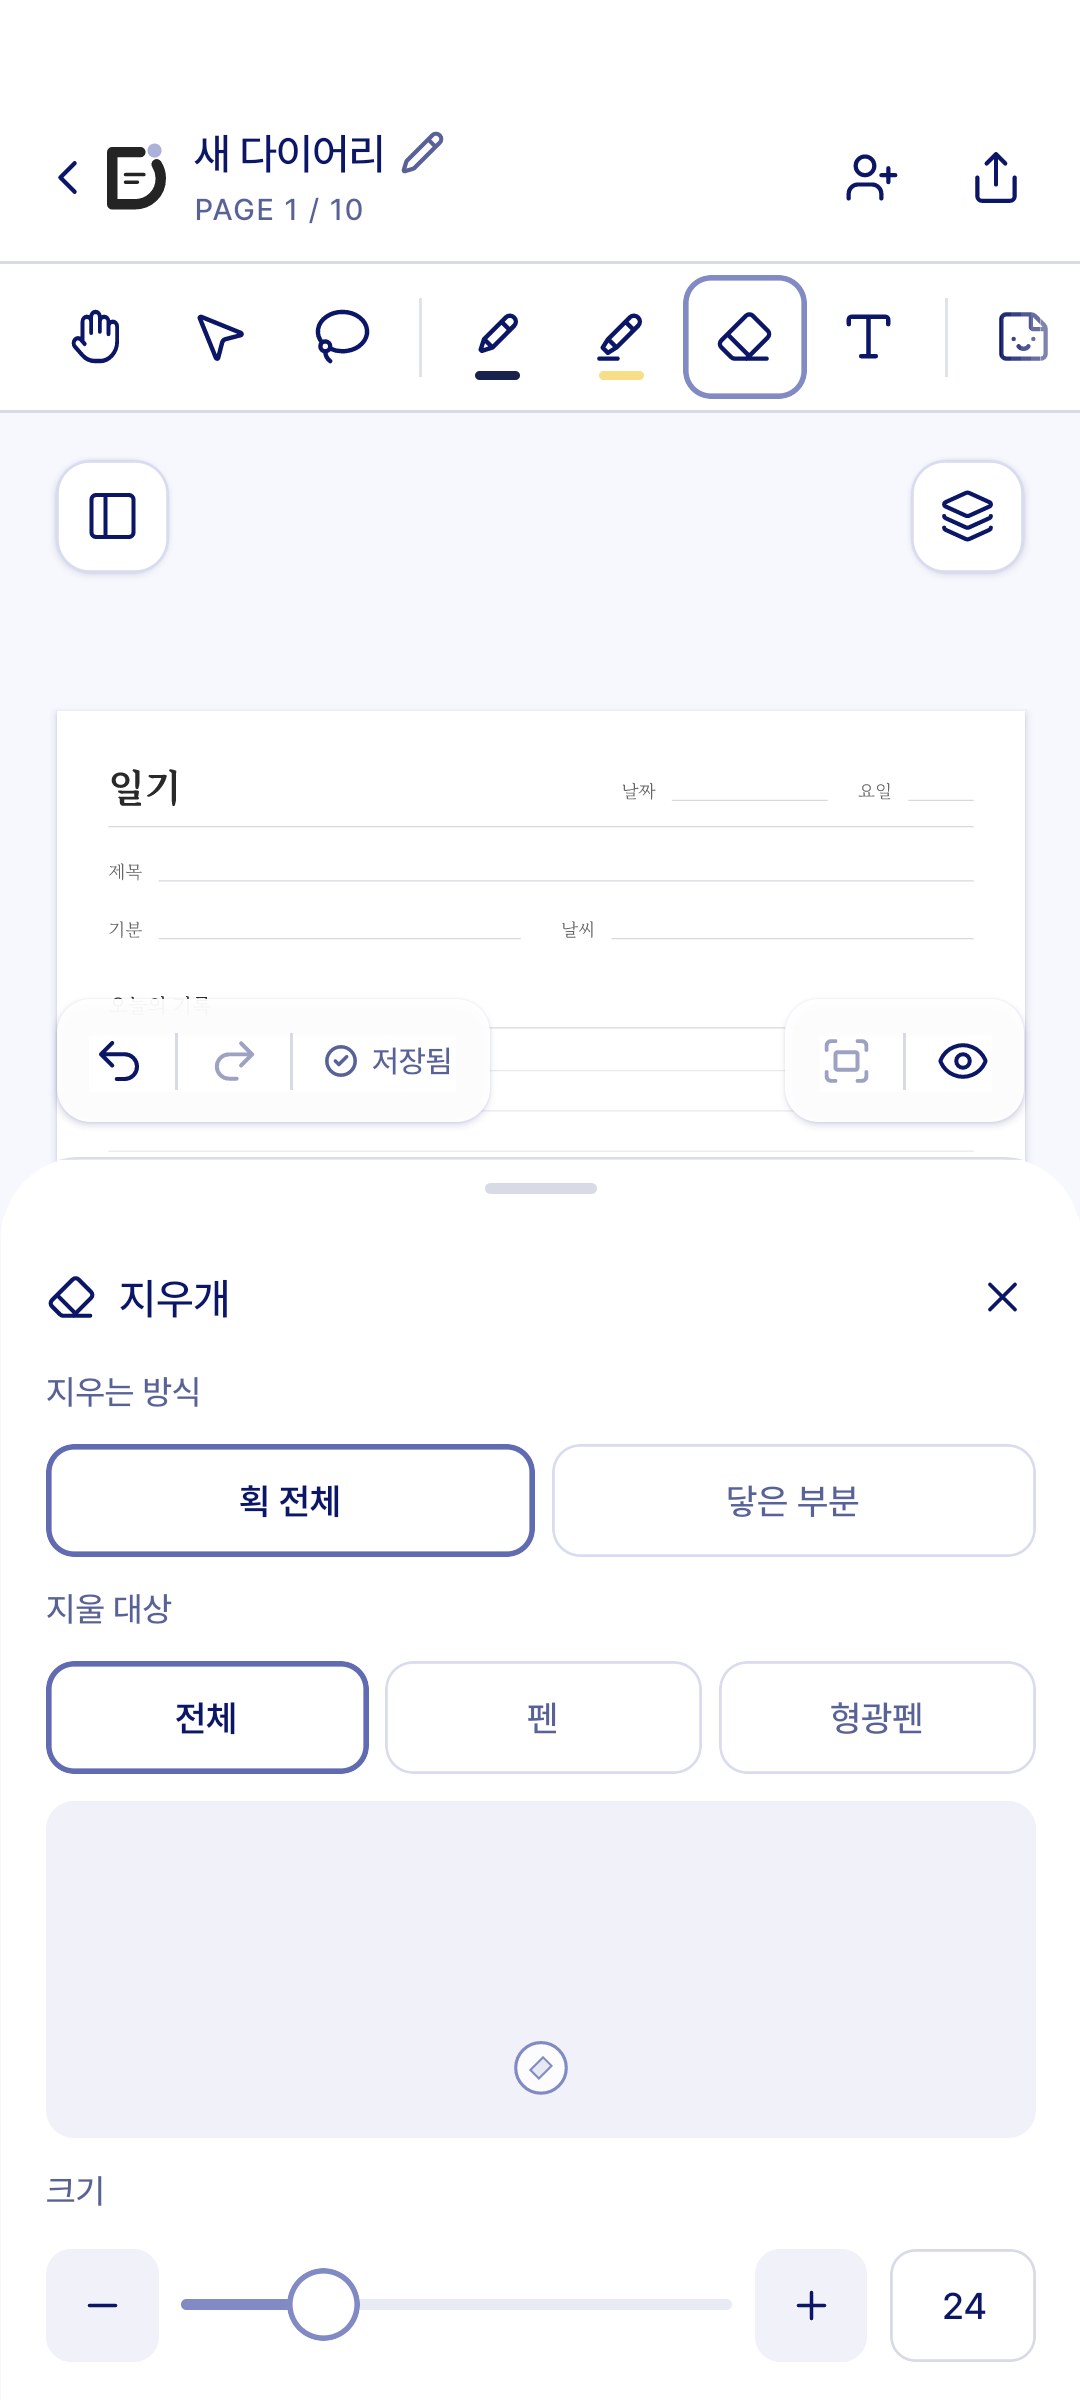 새 다이어리
PAGE 1 / 10
일기
날짜
요일
제목
기분
날씨
저장됨
지우개
지우는 방식
획 전체
닿은 부분
지울 대상
전체
펜
형광펜
크기
24